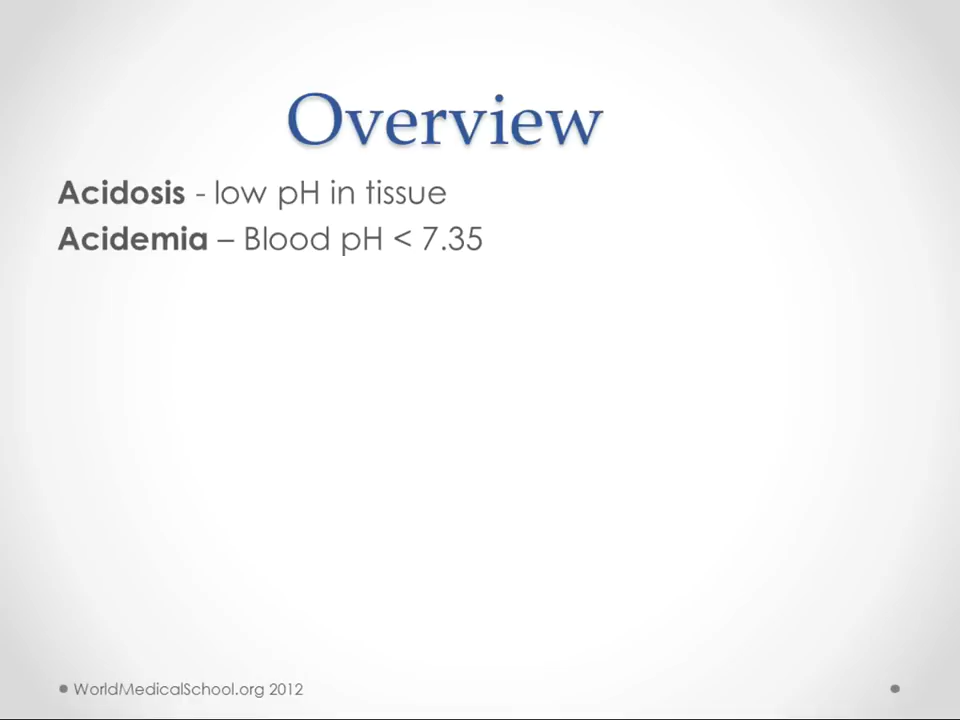 Overview
Acidosis - low pH in tissue
Acidemia – Blood pH < 7.35
WorldMedicalSchool.org 2012